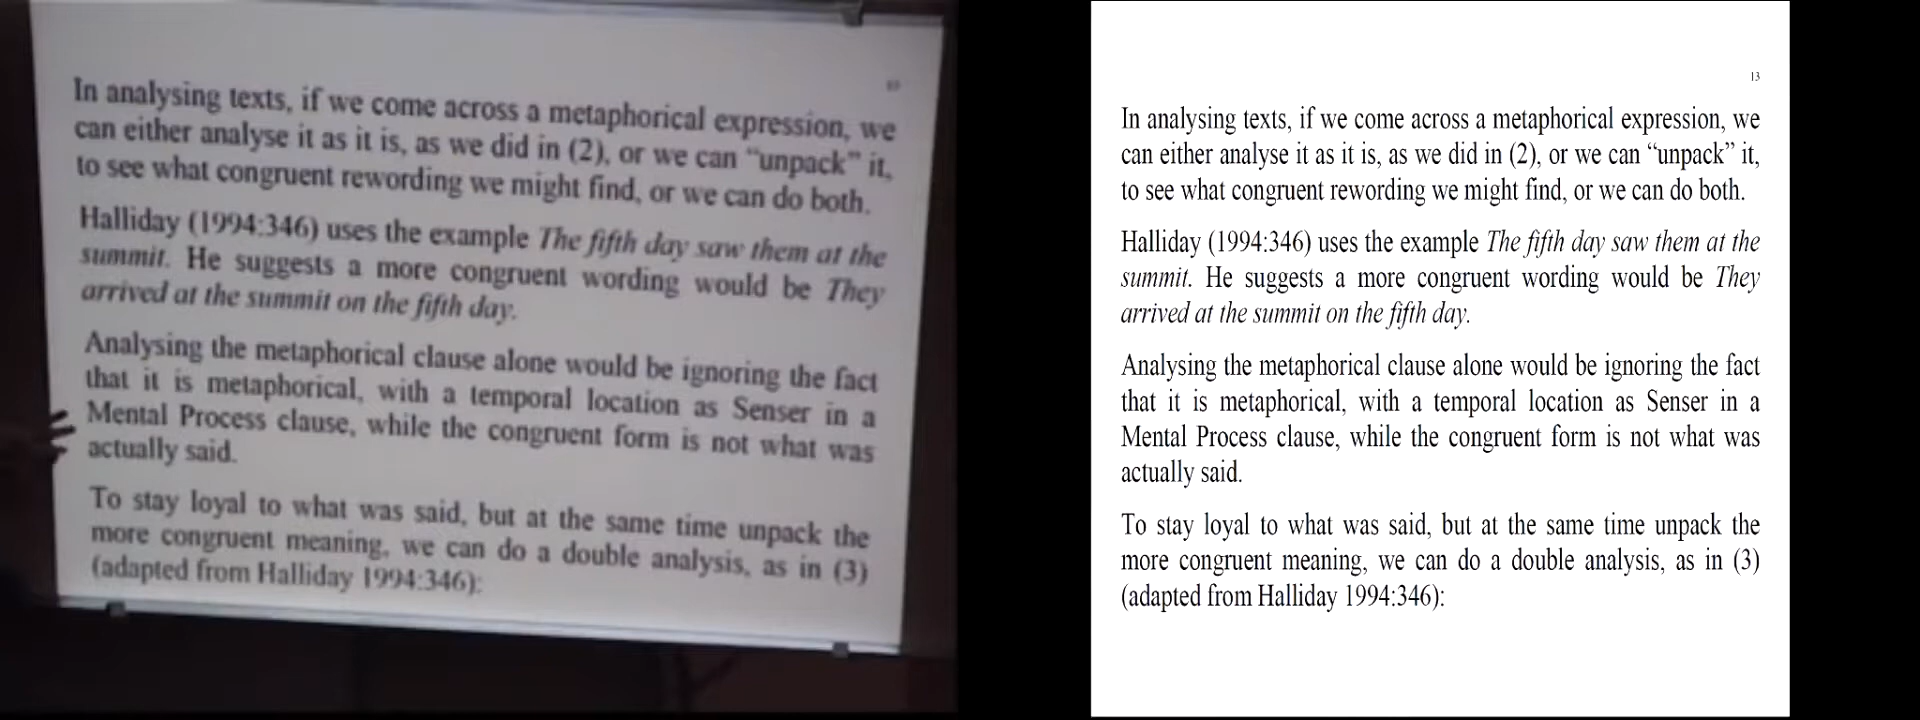 In analysing texts, if we come across a metaphorical expression, we
can either analyse it as it is, as we did in (2), or we can “unpack” it,
to see what congruent rewording we might find, or we can do both.
Halliday (1994:346) uses the example The fifth day saw them at the
summit. He suggests a more congruent wording would be They
arrived at the summit on the fifth day.
Analysing the metaphorical clause alone would be ignoring the fact
that it is metaphorical, with a temporal location as Senser in a
Mental Process clause, while the congruent form is not what was
actually said.
To stay loyal to what was said, but at the same time unpack the
more congruent meaning, we can do a double analysis, as in (3)
(adapted from Halliday 1994:346):
13
In analysing texts, if we come across a metaphorical expression, we
can either analyse it as it is, as we did in (2), or we can “unpack” it,
to see what congruent rewording we might find, or we can do both.
Halliday (1994:346) uses the example The fifth day saw them at the
summit. He suggests a more congruent wording would be They
arrived at the summit on the fifth day.
Analysing the metaphorical clause alone would be ignoring the fact
that it is metaphorical, with a temporal location as Senser in a
Mental Process clause, while the congruent form is not what was
actually said.
To stay loyal to what was said, but at the same time unpack the
more congruent meaning, we can do a double analysis, as in (3)
(adapted from Halliday 1994:346):